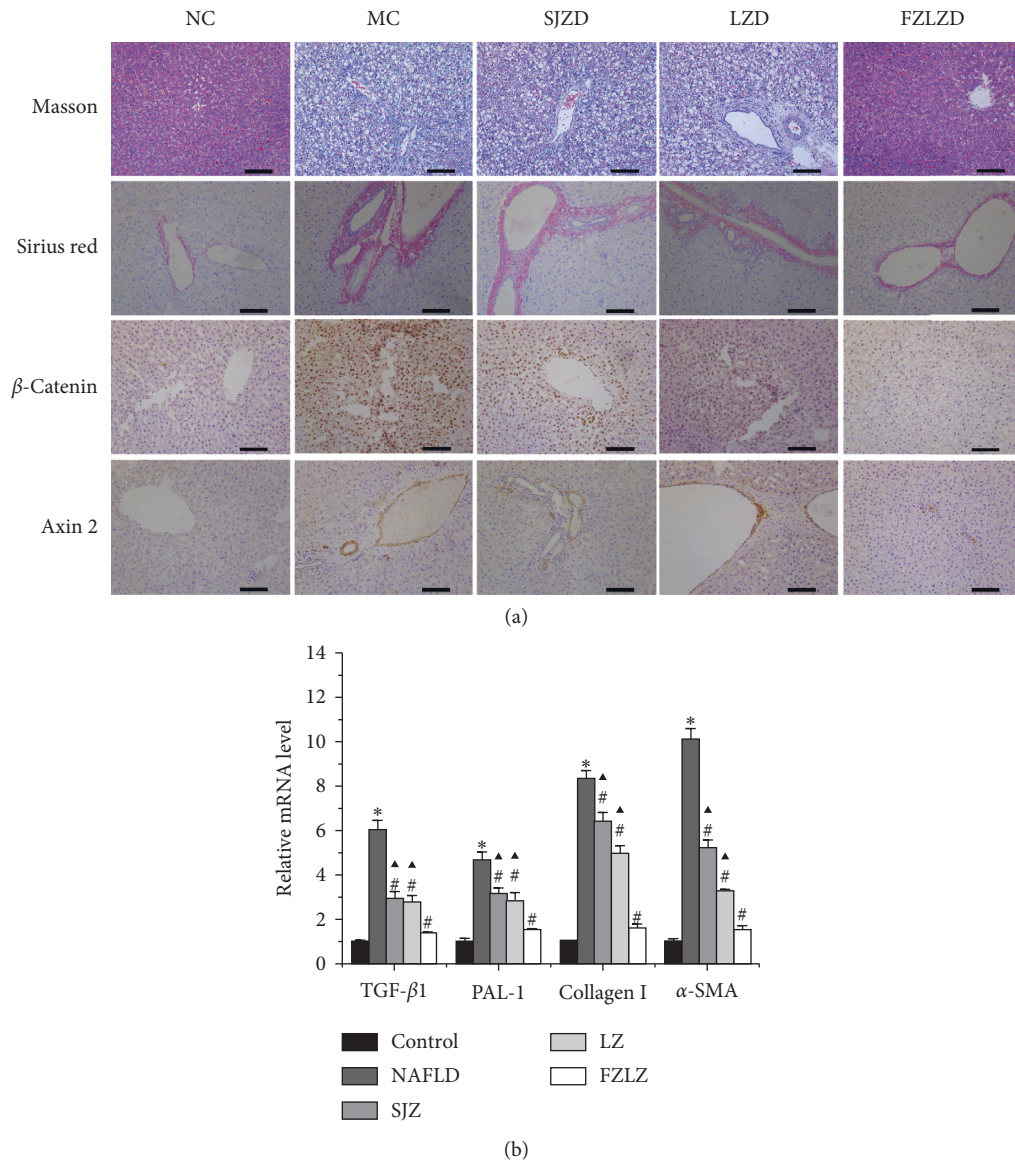 NC MC SJZD LZD FZLZD
Masson
Sirius red
β-Catenin
Axin 2
(a)
14
12
10
8
6
4
2
0
Relative mRNA level
* ▲ # ▲ # #
* ▲ # ▲ # #
* ▲ # ▲ # #
* ▲ # ▲ # #
TGF-β1 PAL-1 Collagen I α-SMA
Control LZ
NAFLD FZLZ
SJZ
(b)